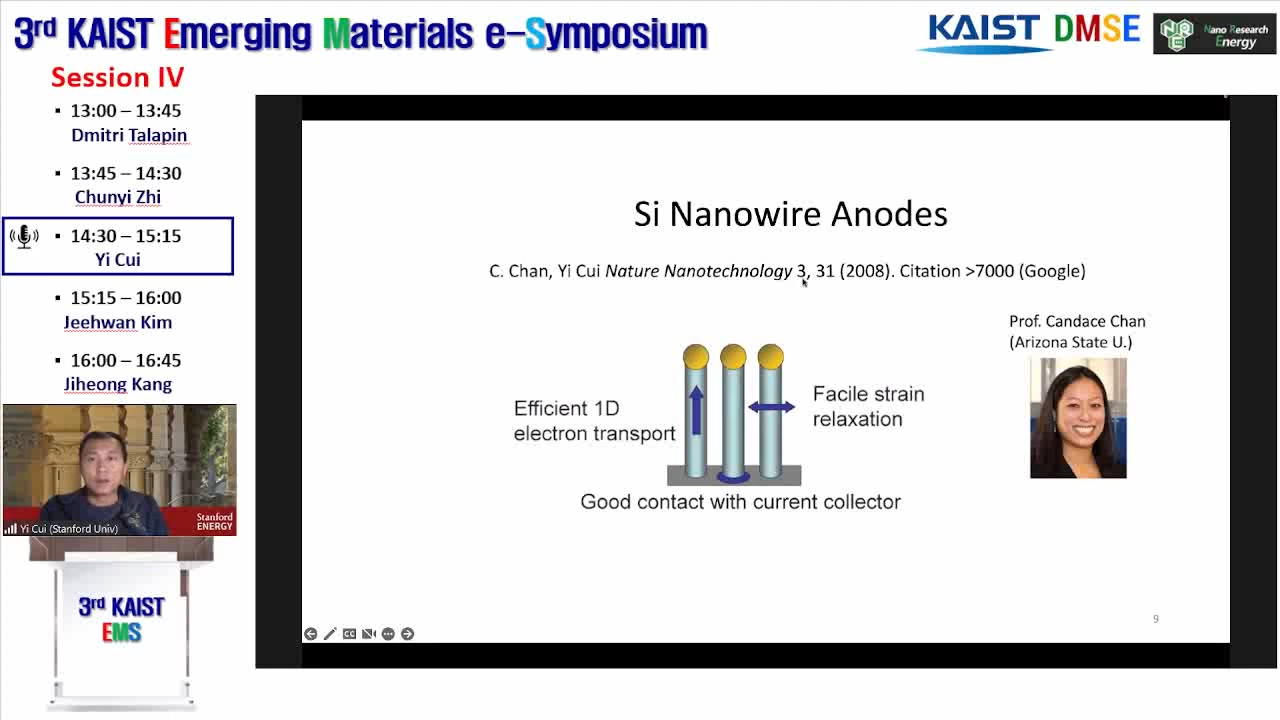 3rd KAIST Emerging Materials e-Symposium
KAIST DMSE
NRE
Nano Research
Energy
Session IV
▪ 13:00 – 13:45
Dmitri Talapin
▪ 13:45 – 14:30
Chunyi Zhi
▪ 14:30 – 15:15
Yi Cui
▪ 15:15 – 16:00
Jeehwan Kim
▪ 16:00 – 16:45
Jiheong Kang
Stanford
ENERGY
Yi Cui (Stanford Univ)
3rd KAIST
EMS
Si Nanowire Anodes
C. Chan, Yi Cui Nature Nanotechnology 3, 31 (2008). Citation >7000 (Google)
Prof. Candace Chan
(Arizona State U.)
Efficient 1D
electron transport
Facile strain
relaxation
Good contact with current collector
CC
9